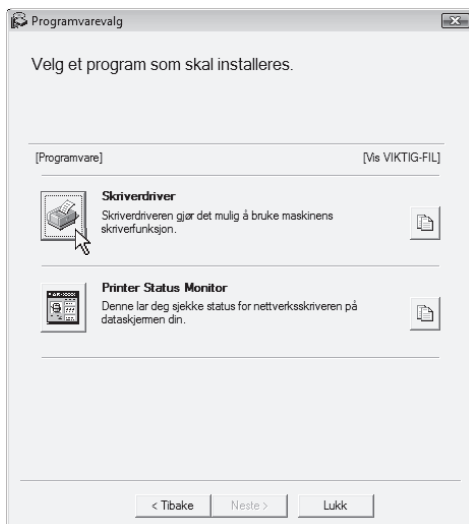 Programvarevalg
Velg et program som skal installeres.
[Programvare] [Vis VIKTIG-FIL]
Skriverdriver
Skriverdriveren gjør det mulig å bruke maskinens
skriverfunksjon.
Printer Status Monitor
Denne lar deg sjekke status for nettverksskriveren på
dataskjermen din.
< Tibake Neste > Lukk